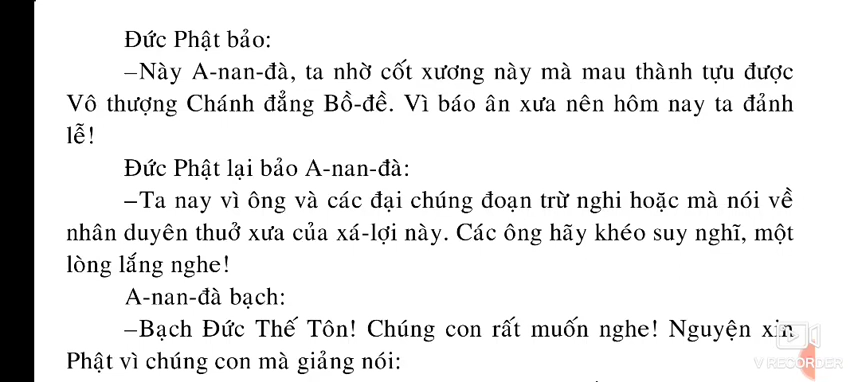 Đức Phật bảo:
–Này A-nan-đà, ta nhờ cốt xương này mà mau thành tựu được
Vô thượng Chánh đẳng Bồ-đề. Vì báo ân xưa nên hôm nay ta đảnh
lễ!
Đức Phật lại bảo A-nan-đà:
–Ta nay vì ông và các đại chúng đoạn trừ nghi hoặc mà nói về
nhân duyên thuở xưa của xá-lợi này. Các ông hãy khéo suy nghĩ, một
lòng lắng nghe!
A-nan-đà bạch:
–Bạch Đức Thế Tôn! Chúng con rất muốn nghe! Nguyện xin
Phật vì chúng con mà giảng nói:
V RECORDER